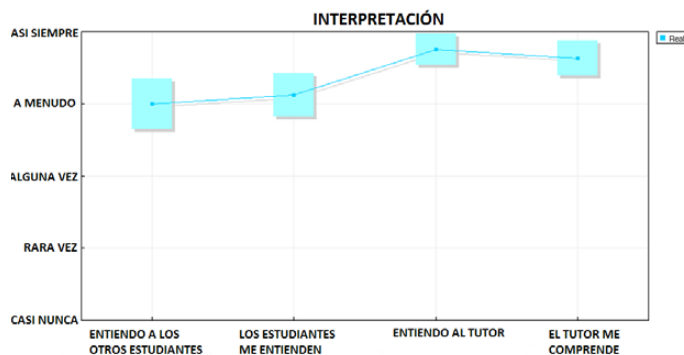 INTERPRETACIÓN
ASI SIEMPRE
Real
A MENUDO
ALGUNA VEZ
RARA VEZ
CASI NUNCA
ENTIENDO A LOS
OTROS ESTUDIANTES
LOS ESTUDIANTES
ME ENTIENDEN
ENTIENDO AL TUTOR
EL TUTOR ME
COMPRENDE